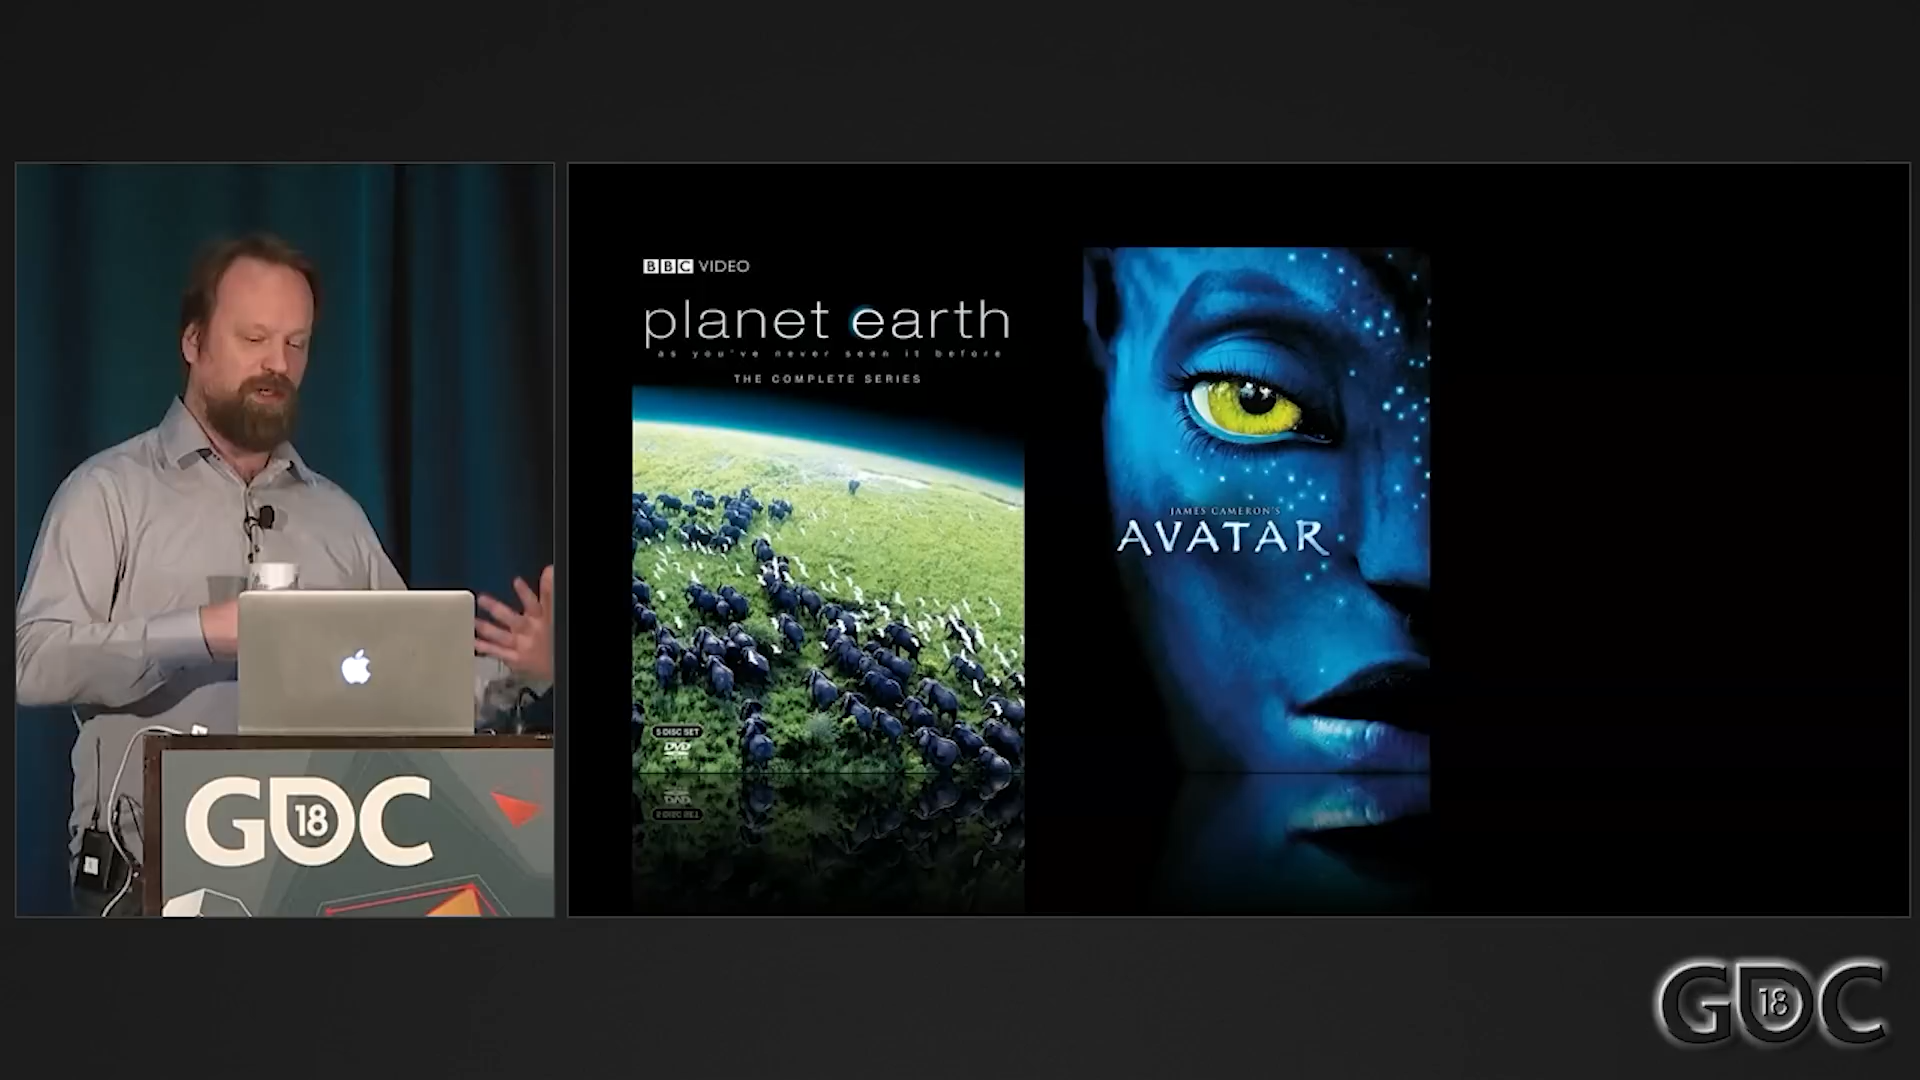 BBC VIDEO
planet earth
as you've never seen it before
THE COMPLETE SERIES
5 DISC SET
DVD
JAMES CAMERON'S
AVATAR
GDC 18
GDC 18